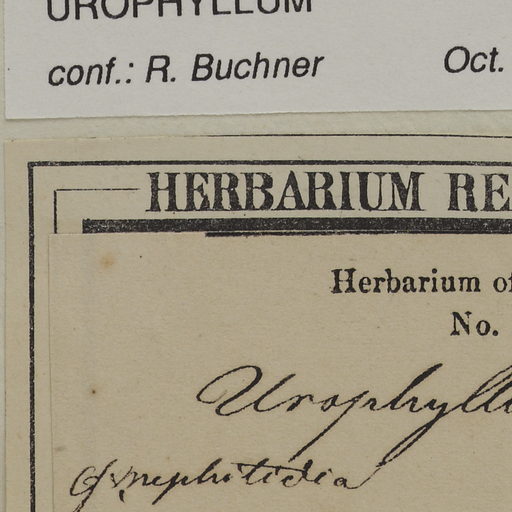 UROPHYLLUM
conf.: R. Buchner Oct.
HERBARIUM RE
Herbarium of
No.
Urophyllu